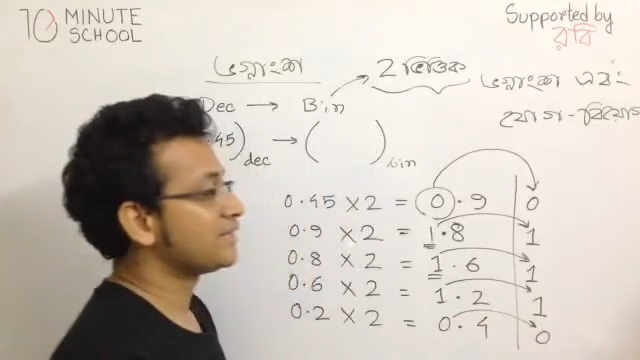 10 MINUTE SCHOOL
Supported by
রবি
ভগ্নাংশ
Dec → Bin
2 ভিত্তিক
ভগ্নাংশ এবং
যোগ-বিয়োগ
.45)dec → ( )bin
0.45 × 2 = 0.9 0
0.9 × 2 = 1.8 1
0.8 × 2 = 1.6 1
0.6 × 2 = 1.2 1
0.2 × 2 = 0.4 0